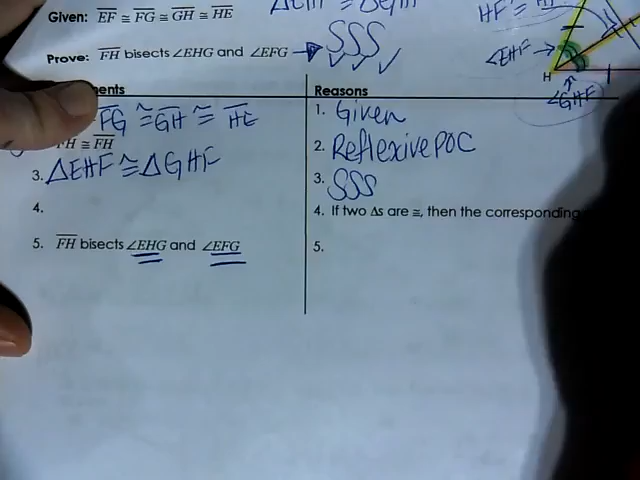 Given: EF ≅ FG ≅ GH ≅ HE
Prove: FH bisects ∠EHG and ∠EFG → SSS
ents Reasons
FG ≅ GH ≅ HE 1. Given
FH ≅ FH 2. Reflexive POC
3. ΔEHF ≅ ΔGHF 3. SSS
4. 4. If two Δs are ≅, then the corresponding
5. FH bisects ∠EHG and ∠EFG 5.
HF ≅
∠EHF
H
∠GHF